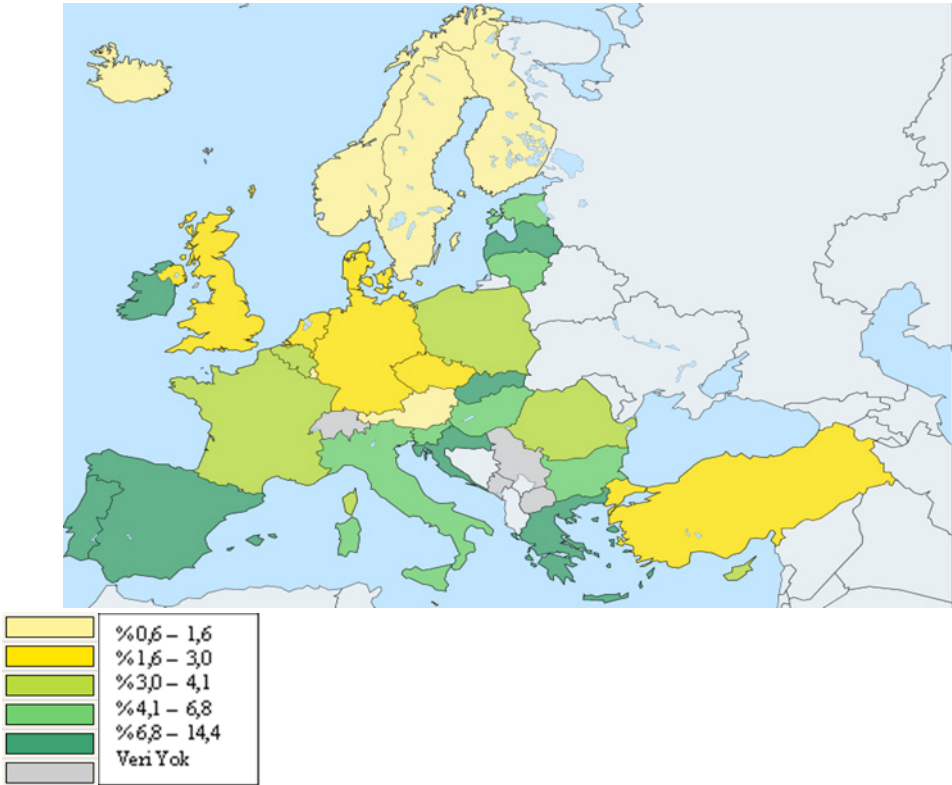 %0,6 – 1,6
%1,6 – 3,0
%3,0 – 4,1
%4,1 – 6,8
%6,8 – 14,4
Veri Yok